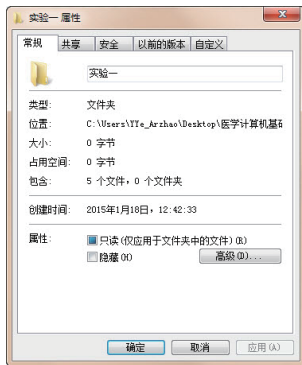 实验一 属性
常规 共享 安全 以前的版本 自定义
实验一
类型: 文件夹
位置: C:\Users\YYe_Arzhao\Desktop\医学计算机基础
大小: 0 字节
占用空间: 0 字节
包含: 5 个文件，0 个文件夹
创建时间: 2015年1月18日，12:42:33
属性: 只读(仅应用于文件夹中的文件)(R)
隐藏(H) 高级(D)...
确定 取消 应用(A)